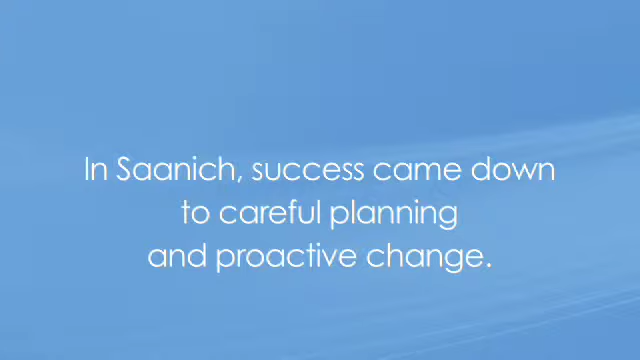 In Saanich, success came down
to careful planning
and proactive change.